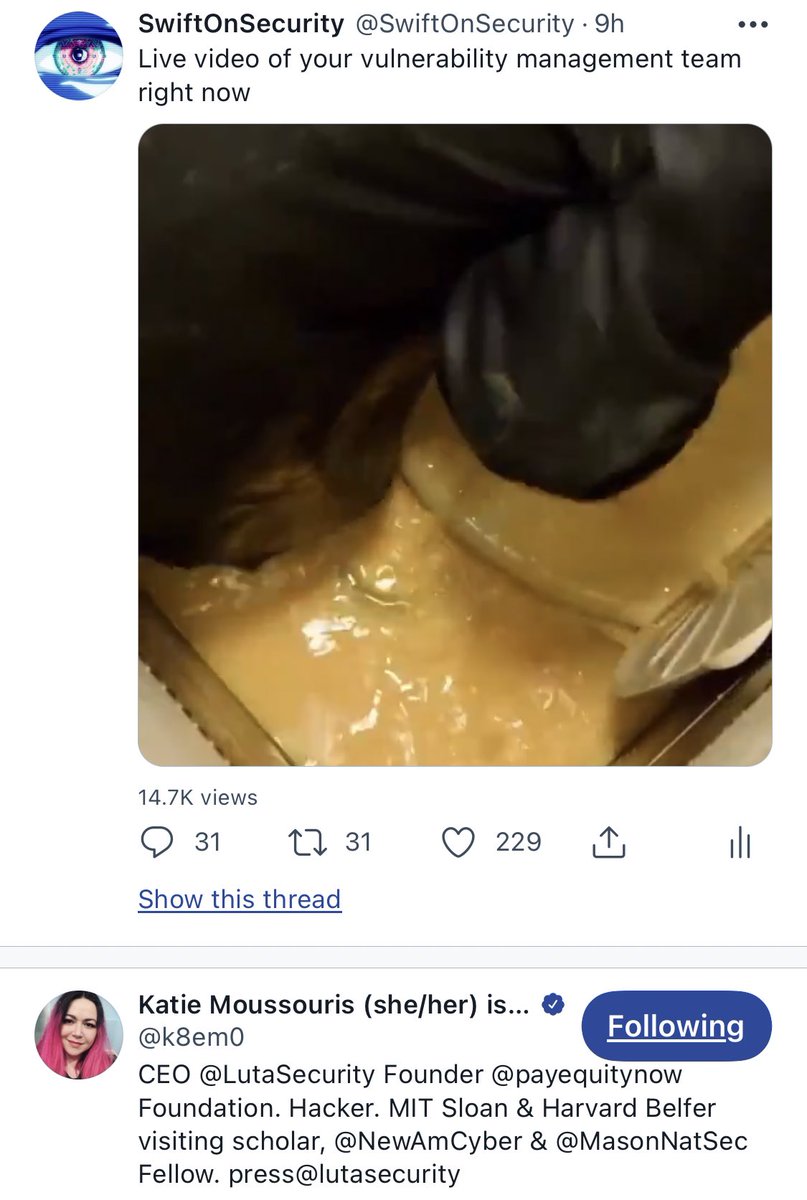 SwiftOnSecurity @SwiftOnSecurity · 9h
Live video of your vulnerability management team
right now
14.7K views
31 31 229
Show this thread
Katie Moussouris (she/her) is...
Following
@k8em0
CEO @LutaSecurity Founder @payequitynow
Foundation. Hacker. MIT Sloan & Harvard Belfer
visiting scholar, @NewAmCyber & @MasonNatSec
Fellow. press@lutasecurity